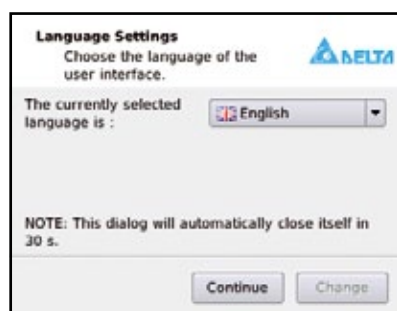 Language Settings
Choose the language of the
user interface.
DELTA
The currently selected
language is :
English
NOTE: This dialog will automatically close itself in
30 s.
Continue
Change